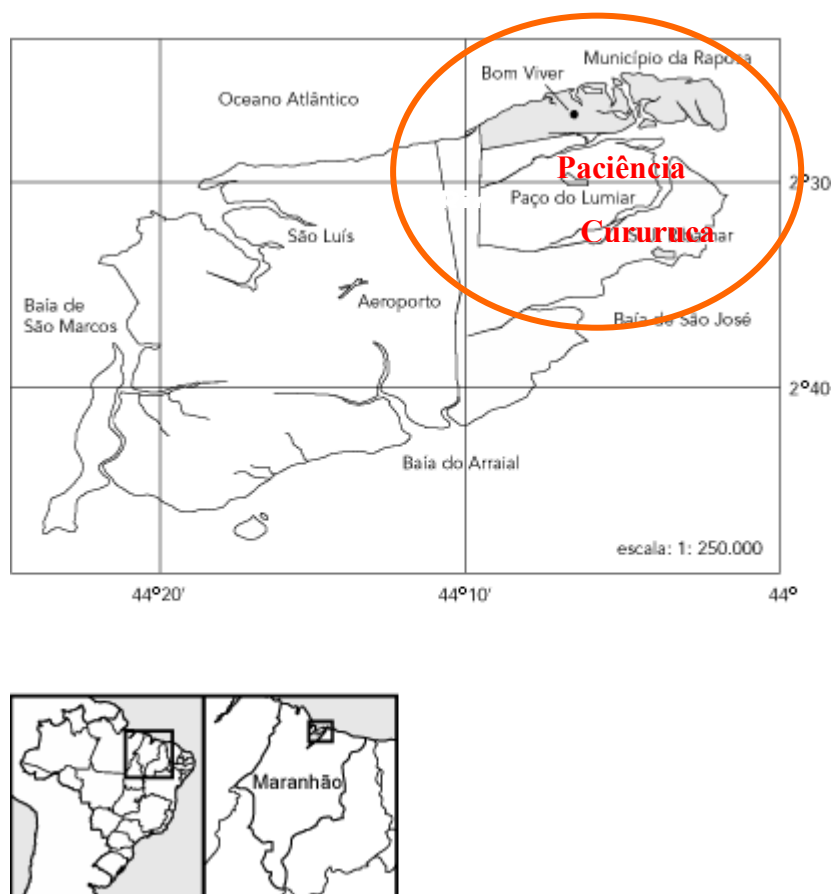 Município da Raposa
Bom Viver
Oceano Atlântico
Paciência
2°30
Paço do Lumiar
São Luís
Cururuca
Aeroporto
Baía de
São Marcos
Baía de São José
2°40
Baía do Arraial
escala: 1: 250.000
44°20' 44°10' 44°
Maranhão